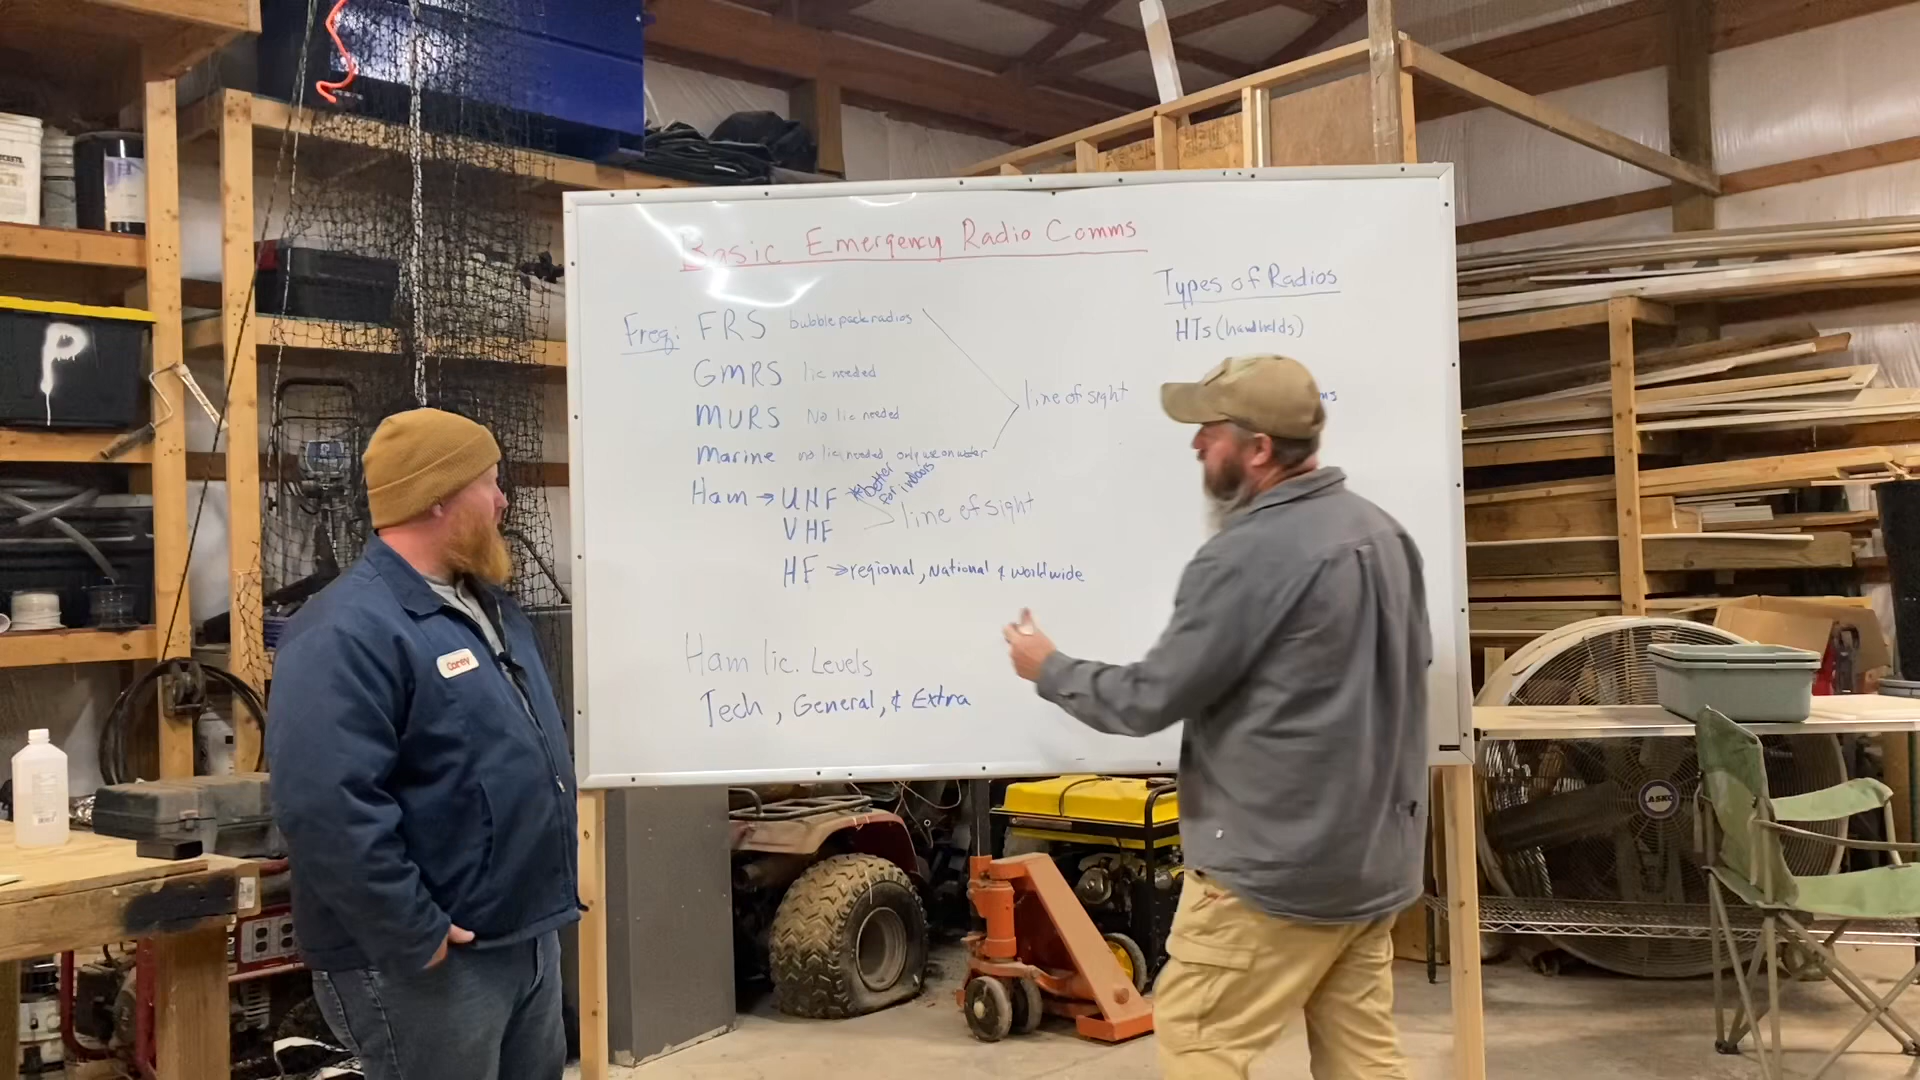 Basic Emergency Radio Comms
Freq: FRS bubble pack radios
GMRS lic needed
MURS No lic needed
Marine no lic needed, only use on water
line of sight
Ham → UHF *better for indoors
VHF
line of sight
HF → regional, National & worldwide
Ham lic. Levels
Tech, General, & Extra
Types of Radios
HTs (handhelds)
Corey
P
LASKO